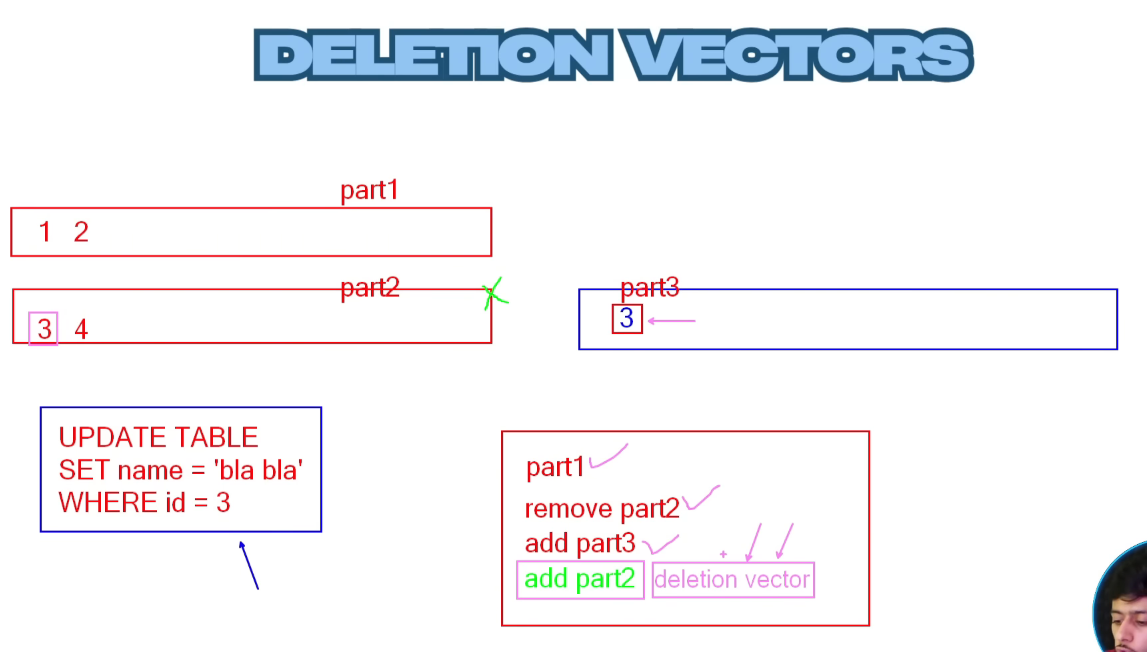 DELETION VECTORS
part1
1 2
part2
3 4
part3
3
UPDATE TABLE
SET name = 'bla bla'
WHERE id = 3
part1
remove part2
add part3
add part2 + deletion vector